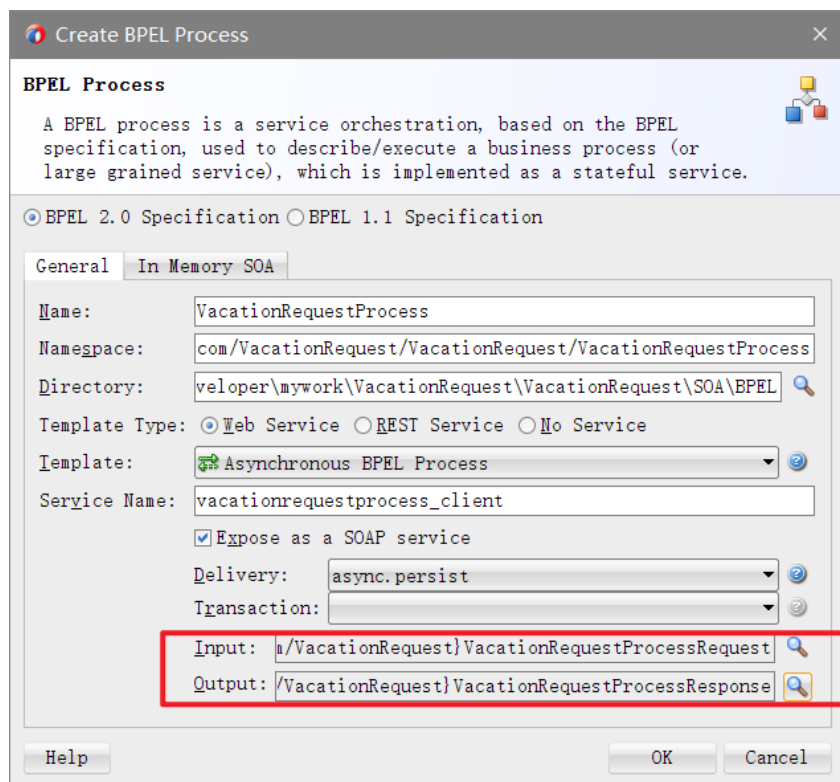 Create BPEL Process
BPEL Process
A BPEL process is a service orchestration, based on the BPEL
specification, used to describe/execute a business process (or
large grained service), which is implemented as a stateful service.
BPEL 2.0 Specification BPEL 1.1 Specification
General In Memory SOA
Name: VacationRequestProcess
Namespace: com/VacationRequest/VacationRequest/VacationRequestProcess
Directory: veloper\mywork\VacationRequest\VacationRequest\SOA\BPEL
Template Type: Web Service REST Service No Service
Template: Asynchronous BPEL Process
Service Name: vacationrequestprocess_client
Expose as a SOAP service
Delivery: async.persist
Transaction:
Input: m/VacationRequest}VacationRequestProcessRequest
Output: /VacationRequest}VacationRequestProcessResponse
Help OK Cancel